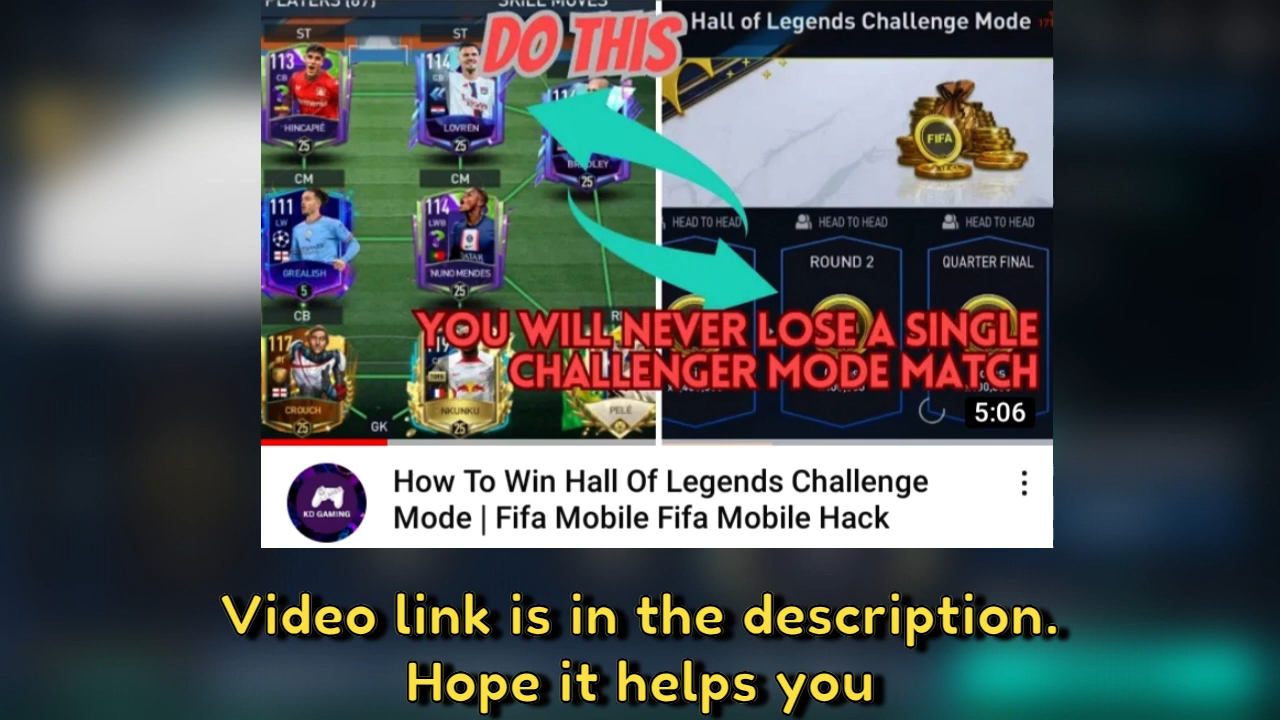 PLAYERS (87)
SKILL MOVES
DO THIS
Hall of Legends Challenge Mode
ST
ST
113
CB
HINCAPIÉ
25
114
CB
LOVREN
25
25
CM
CM
111
LW
GREALISH
5
114
LWB
NUNO MENDES
25
CB
117
CROUCH
25
NKUNKU
25
PELÉ
GK
FIFA
HEAD TO HEAD
HEAD TO HEAD
HEAD TO HEAD
ROUND 2
QUARTER FINAL
YOU WILL NEVER LOSE A SINGLE
CHALLENGER MODE MATCH
5:06
KD GAMING
How To Win Hall Of Legends Challenge
Mode | Fifa Mobile Fifa Mobile Hack
Video link is in the description.
Hope it helps you